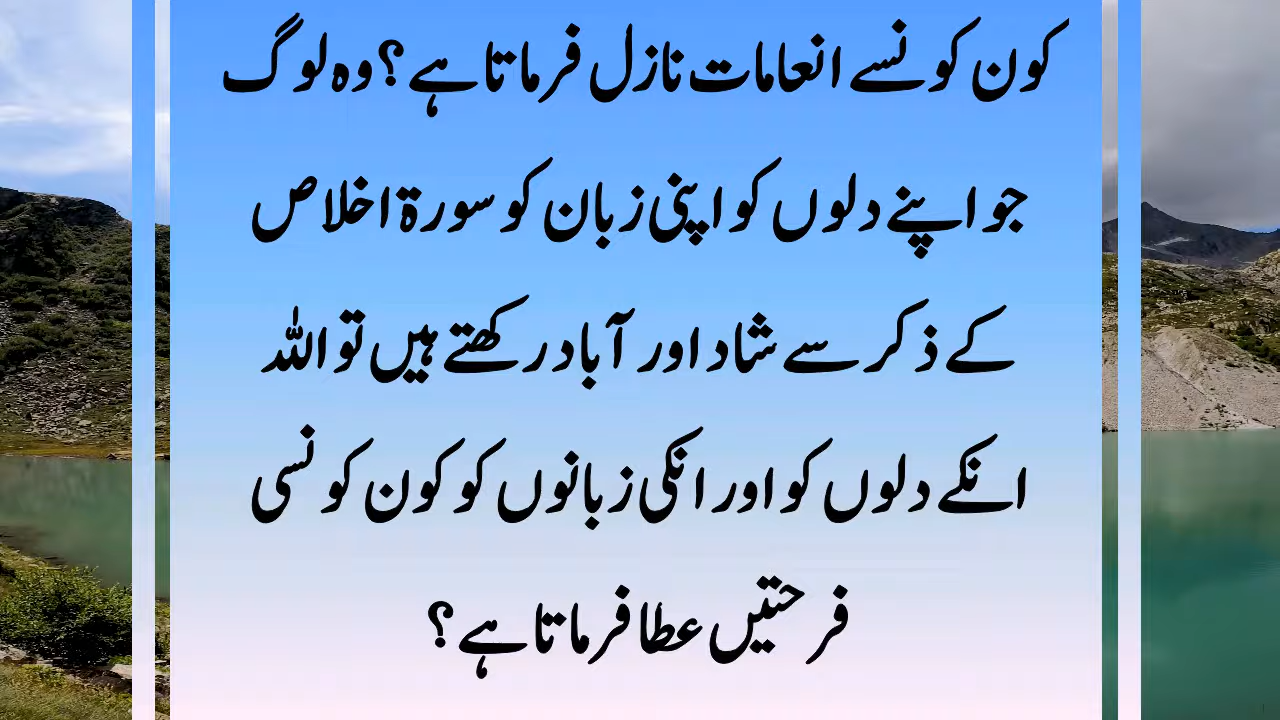 کون کونسے انعامات نازل فرماتا ہے؟ وہ لوگ
جو اپنے دلوں کو اپنی زبان کو سورۃ اخلاص
کے ذکر سے شاد اور آباد رکھتے ہیں تو اللہ
انکے دلوں کو اور انکی زبانوں کو کون کونسی
فرحتیں عطا فرماتا ہے؟